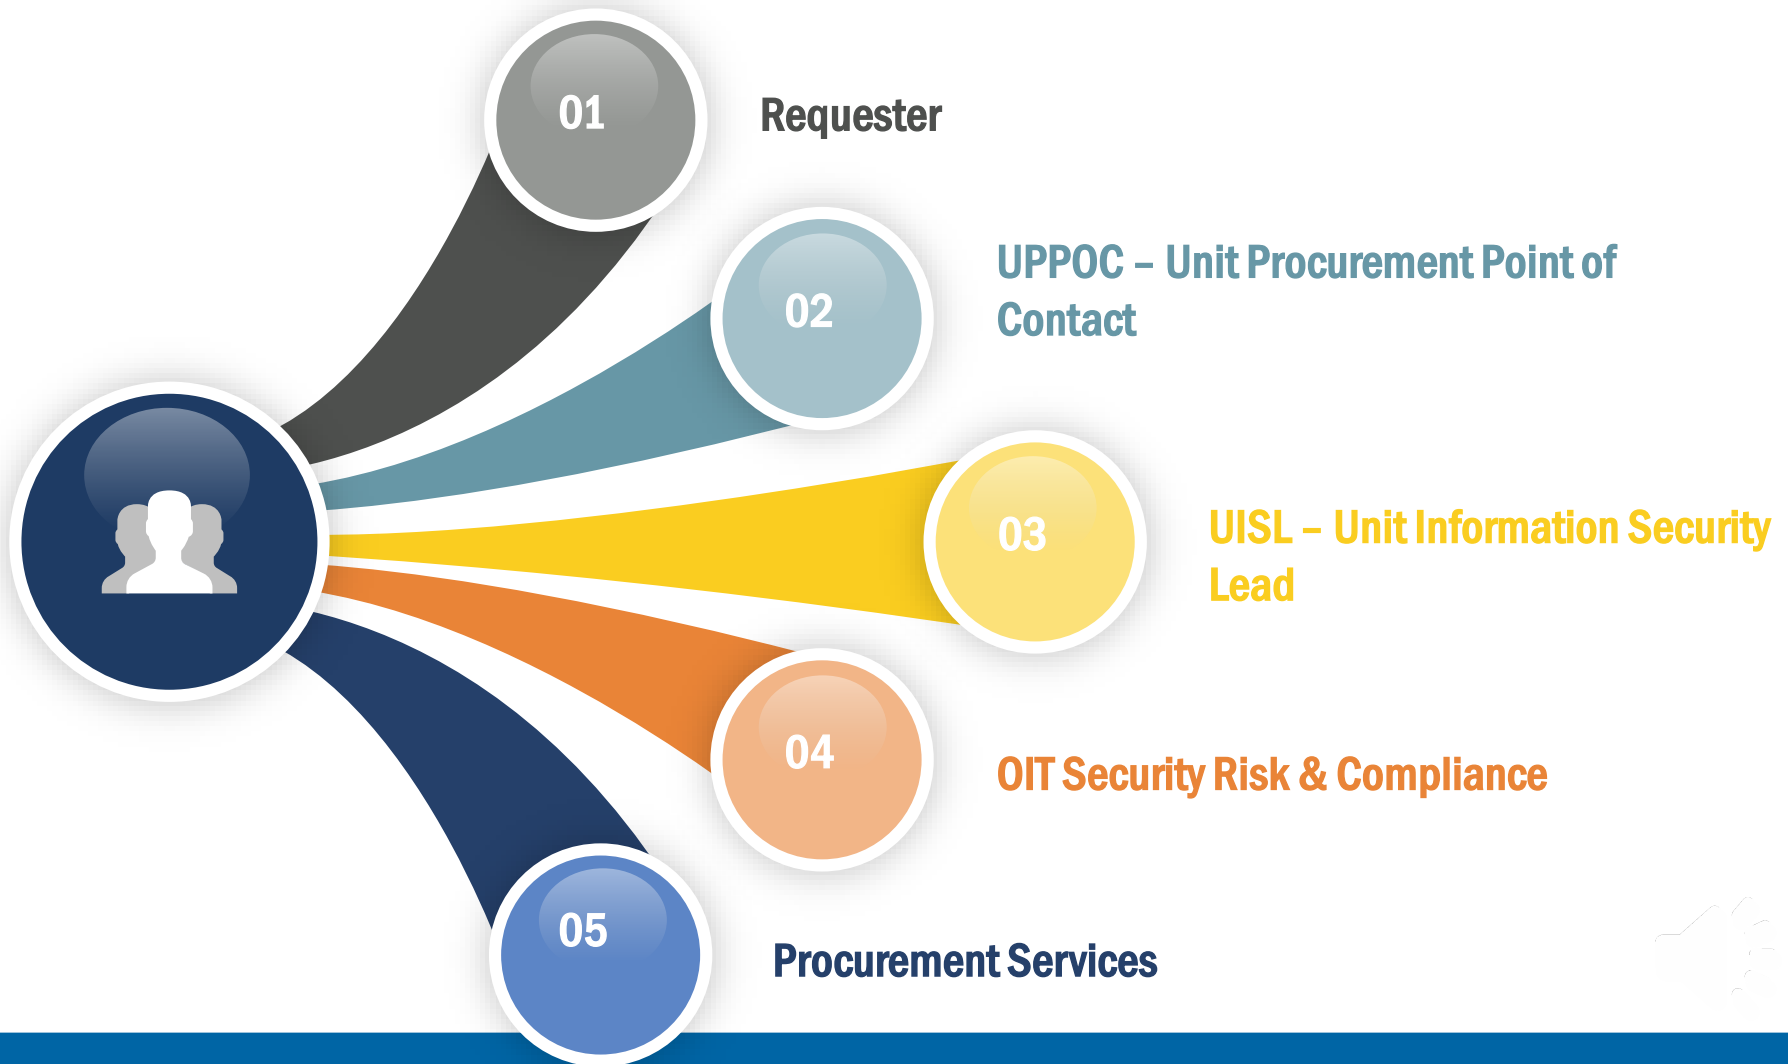 01
Requester
02
UPPOC – Unit Procurement Point of
Contact
03
UISL – Unit Information Security
Lead
04
OIT Security Risk & Compliance
05
Procurement Services